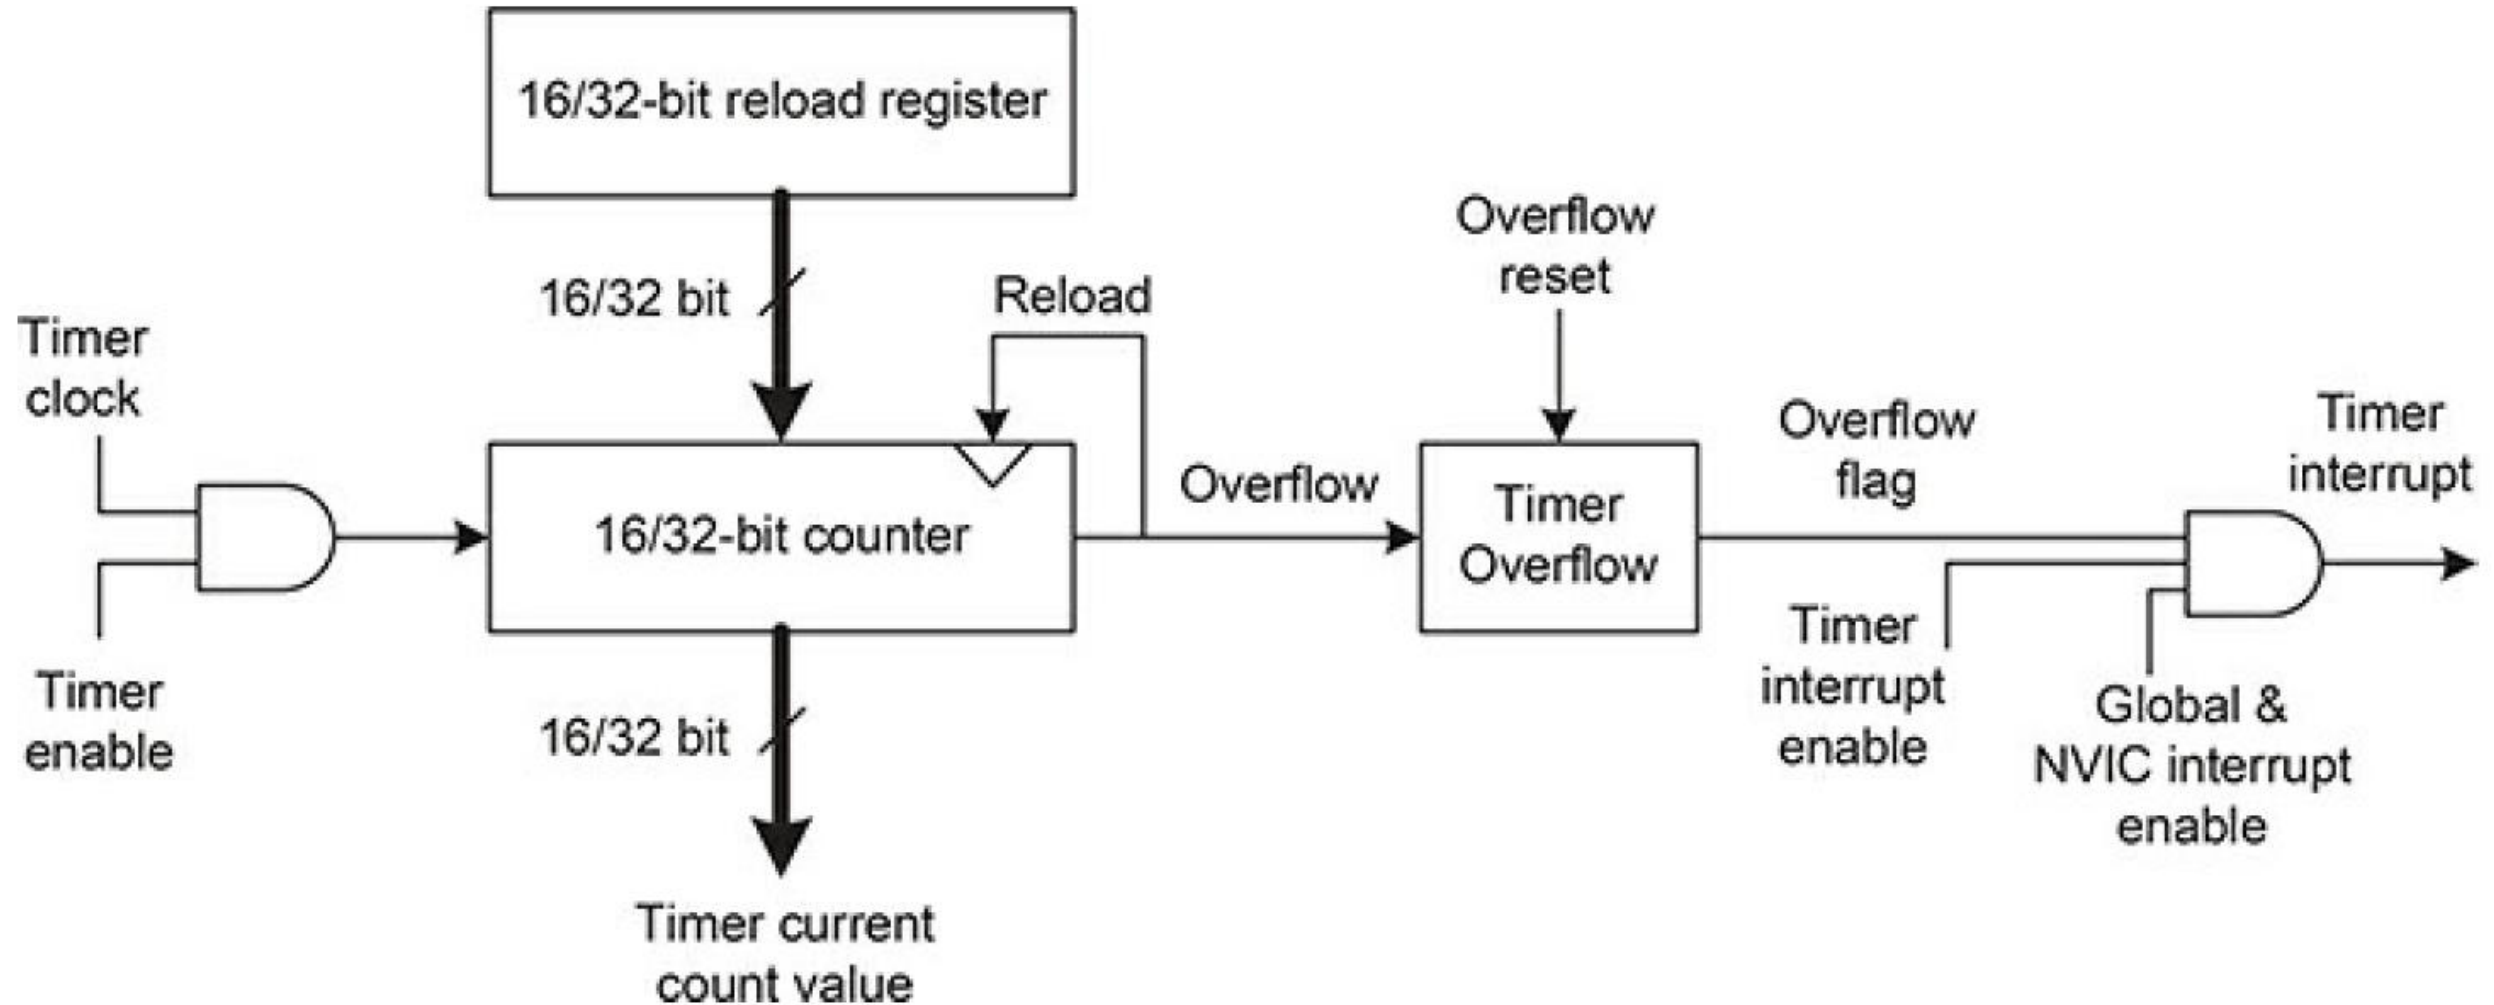 16/32-bit reload register
16/32 bit
Reload
Overflow
reset
Timer
clock
Overflow
flag
Timer
interrupt
16/32-bit counter
Overflow
Timer
Overflow
Timer
enable
16/32 bit
Timer
interrupt
enable
Global &
NVIC interrupt
enable
Timer current
count value